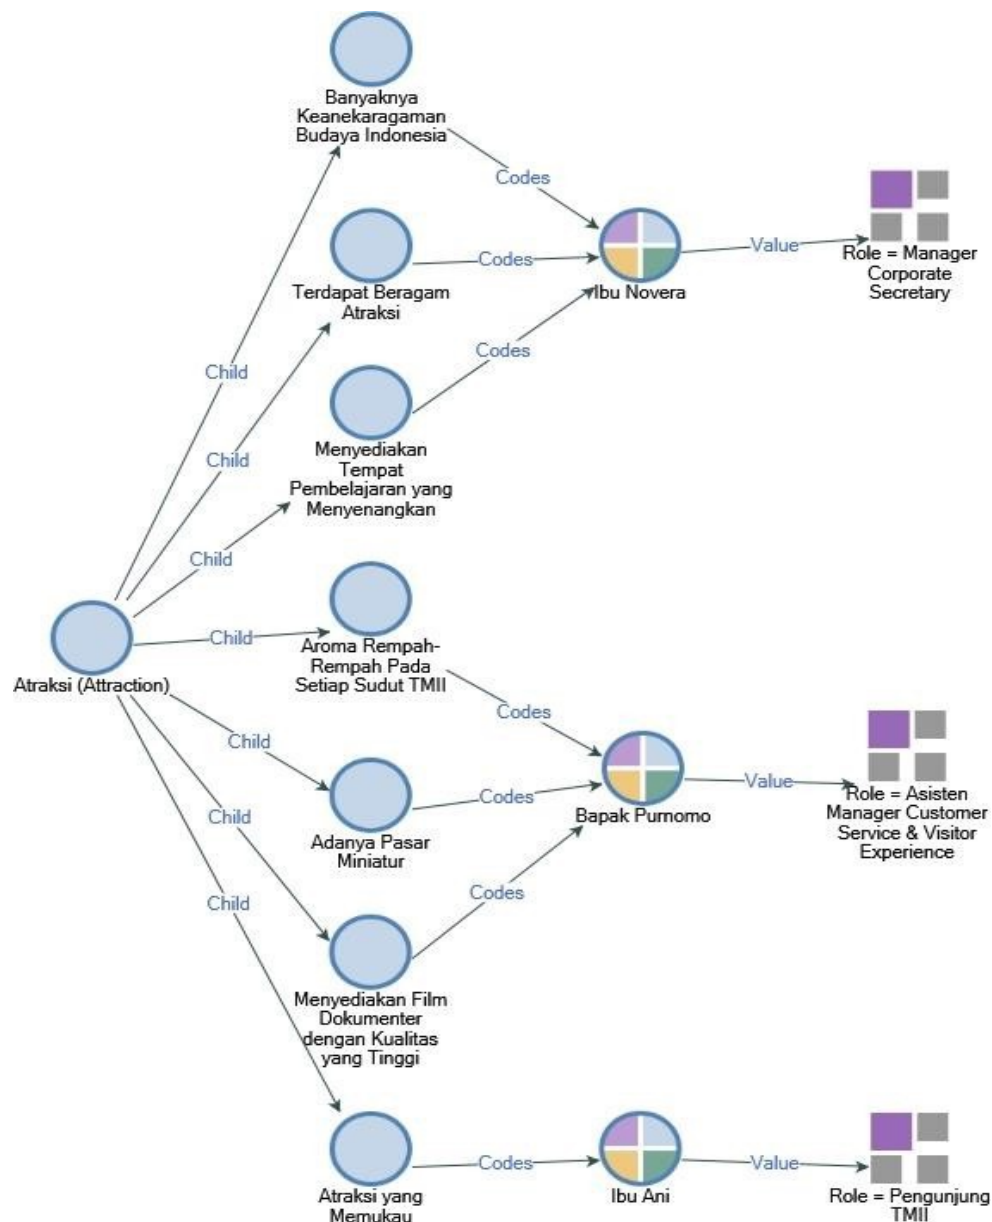 Banyaknya
Keanekaragaman
Budaya Indonesia
Codes
Terdapat Beragam
Atraksi
Codes
Ibu Novera
Value
Role = Manager
Corporate
Secretary
Child
Codes
Child
Menyediakan
Tempat
Pembelajaran yang
Menyenangkan
Child
Atraksi (Attraction)
Child
Aroma Rempah-
Rempah Pada
Setiap Sudut TMII
Codes
Child
Adanya Pasar
Miniatur
Codes
Bapak Purnomo
Value
Role = Asisten
Manager Customer
Service & Visitor
Experience
Child
Codes
Child
Menyediakan Film
Dokumenter
dengan Kualitas
yang Tinggi
Atraksi yang
Memukau
Codes
Ibu Ani
Value
Role = Pengunjung
TMII